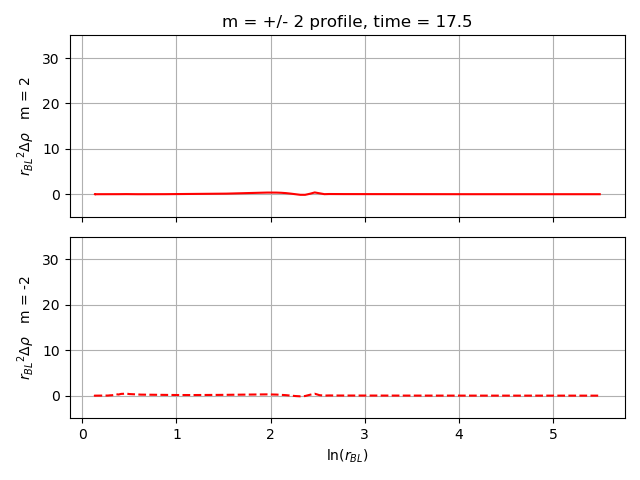 m = +/- 2 profile, time = 17.5
30
20
10
0
r_BL²Δρ   m = 2
30
20
10
0
r_BL²Δρ   m = -2
0 1 2 3 4 5
ln(r_BL)